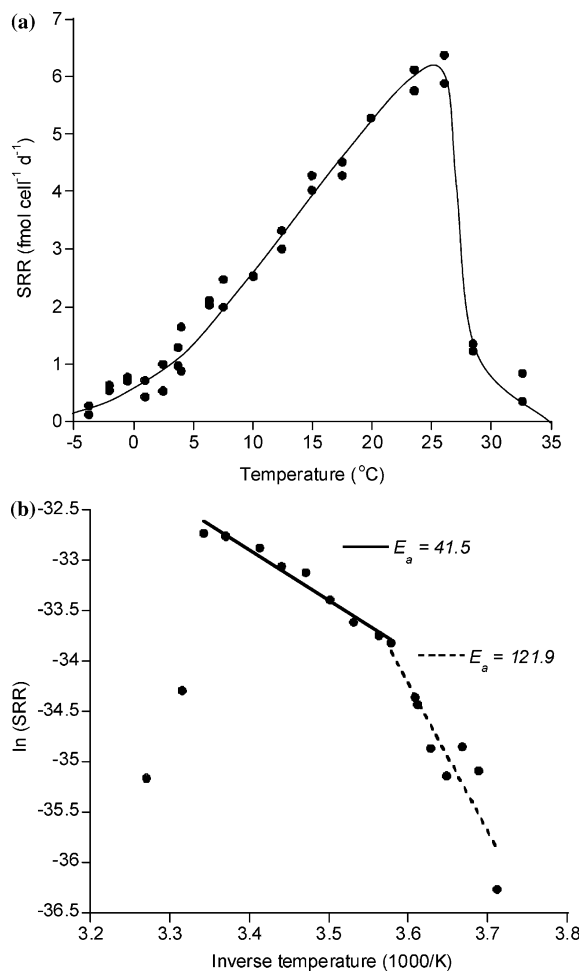 (a)
7
6
5
4
3
2
1
0
SRR (fmol cell⁻¹ d⁻¹)
-5 0 5 10 15 20 25 30 35
Temperature (°C)
(b)
-32.5
-33
-33.5
-34
-34.5
-35
-35.5
-36
-36.5
ln (SRR)
Eₐ = 41.5
Eₐ = 121.9
3.2 3.3 3.4 3.5 3.6 3.7 3.8
Inverse temperature (1000/K)